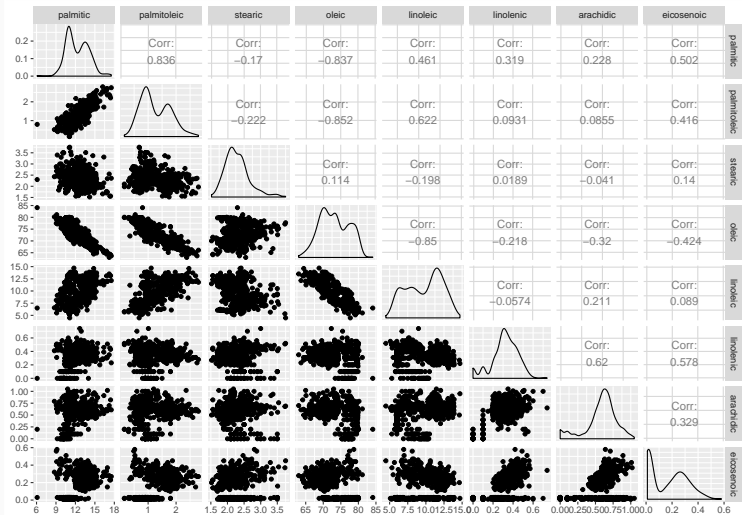 palmitic palmitoleic stearic oleic linoleic linolenic arachidic eicosenoic
0.2
0.1
0.0
Corr: Corr: Corr: Corr: Corr: Corr: Corr:
0.836 −0.17 −0.837 0.461 0.319 0.228 0.502
palmitic
2
1
Corr: Corr: Corr: Corr: Corr: Corr:
−0.222 −0.852 0.622 0.0931 0.0855 0.416
palmitoleic
3.5
3.0
2.5
2.0
1.5
Corr: Corr: Corr: Corr: Corr:
0.114 −0.198 0.0189 −0.041 0.14
stearic
85
80
75
70
65
Corr: Corr: Corr: Corr:
−0.85 −0.218 −0.32 −0.424
oleic
15.0
12.5
10.0
7.5
5.0
Corr: Corr: Corr:
−0.0574 0.211 0.089
linoleic
0.6
0.4
0.2
0.0
Corr: Corr:
0.62 0.578
linolenic
1.00
0.75
0.50
0.25
0.00
Corr:
0.329
arachidic
0.6
0.4
0.2
0.0
eicosenoic
6 9 12 15 18 1 2 1.5 2.0 2.5 3.0 3.5 65 70 75 80 85 5.0 7.5 10.0 12.5 15.0 0.0 0.2 0.4 0.6 0.00 0.25 0.50 0.75 1.00 0.0 0.2 0.4 0.6